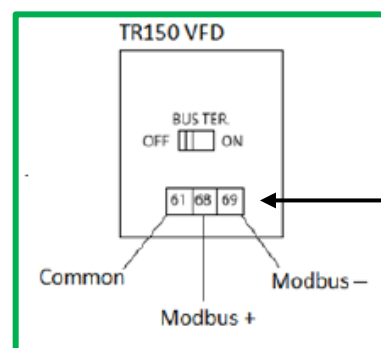 TR150 VFD
BUS TER.
OFF ON
61 68 69
Common
Modbus –
Modbus +